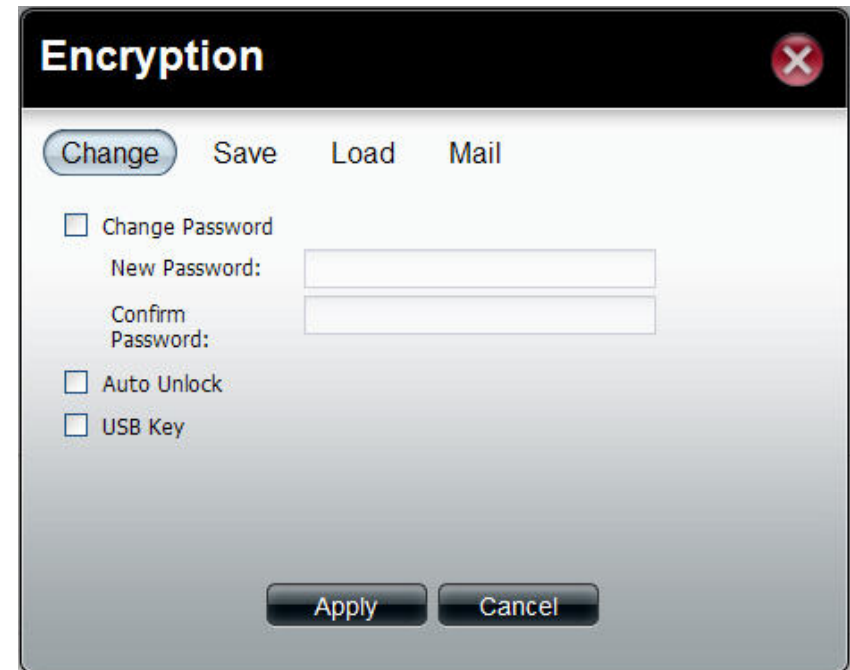 Encryption
Change Save Load Mail
Change Password
New Password:
Confirm
Password:
Auto Unlock
USB Key
Apply Cancel